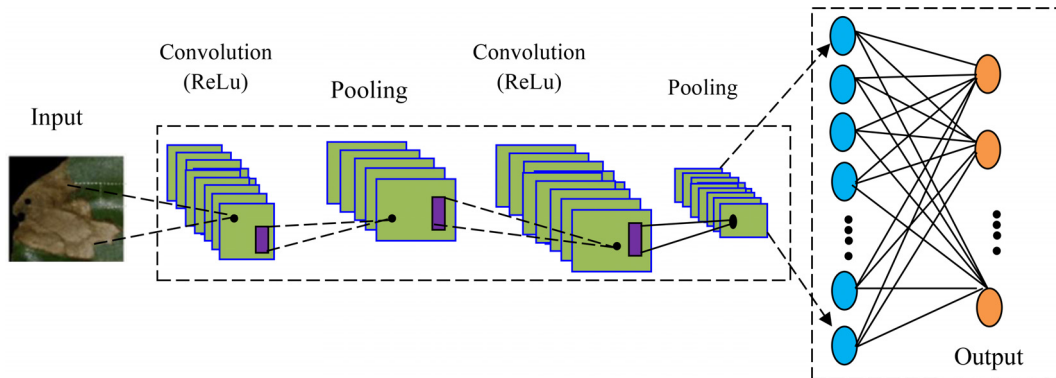 Input
Convolution
(ReLu)
Pooling
Convolution
(ReLu)
Pooling
Output